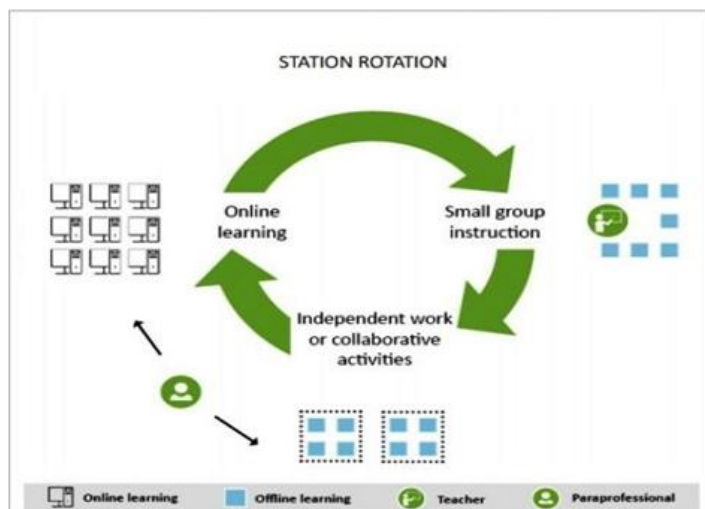 STATION ROTATION
Online
learning
Small group
instruction
Independent work
or collaborative
activities
Online learning
Offline learning
Teacher
Paraprofessional